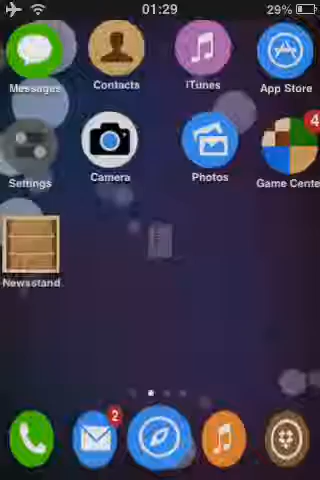 01:29
29%
Messages
Contacts
iTunes
App Store
4
Settings
Camera
Photos
Game Cente
Newsstand
2